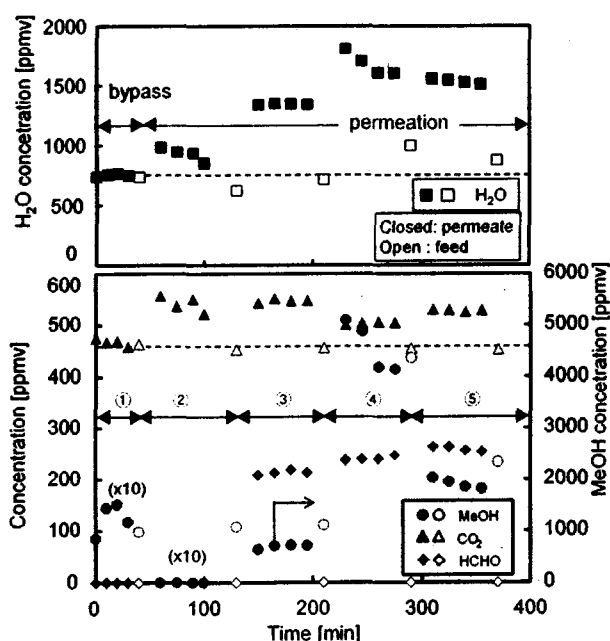 2000
1500
1000
500
0
H₂O concetration [ppmv]
bypass
permeation
H₂O
Closed: permeate
Open : feed
600
500
400
300
200
100
0
Concentration [ppmv]
6000
5000
4000
3000
2000
1000
0
MeOH concetration [ppmv]
① ② ③ ④ ⑤
(x10)
(x10)
MeOH
CO₂
HCHO
0 100 200 300 400
Time [min]